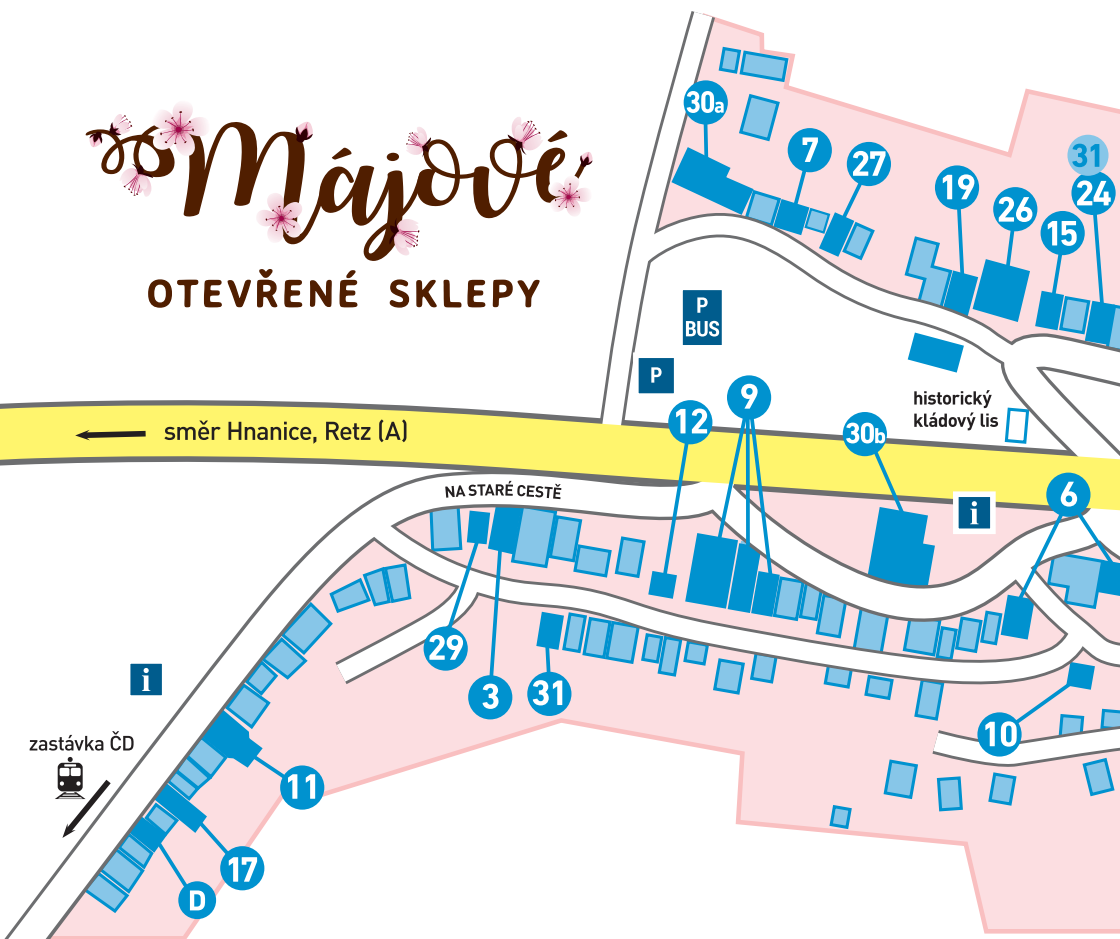 Májové
OTEVŘENÉ SKLEPY
30a
7
27
31
19
24
26
15
P
BUS
P
9
historický
kládový lis
12
30b
směr Hnanice, Retz (A)
NA STARÉ CESTĚ
6
i
29
3
31
i
10
zastávka ČD
11
17
D